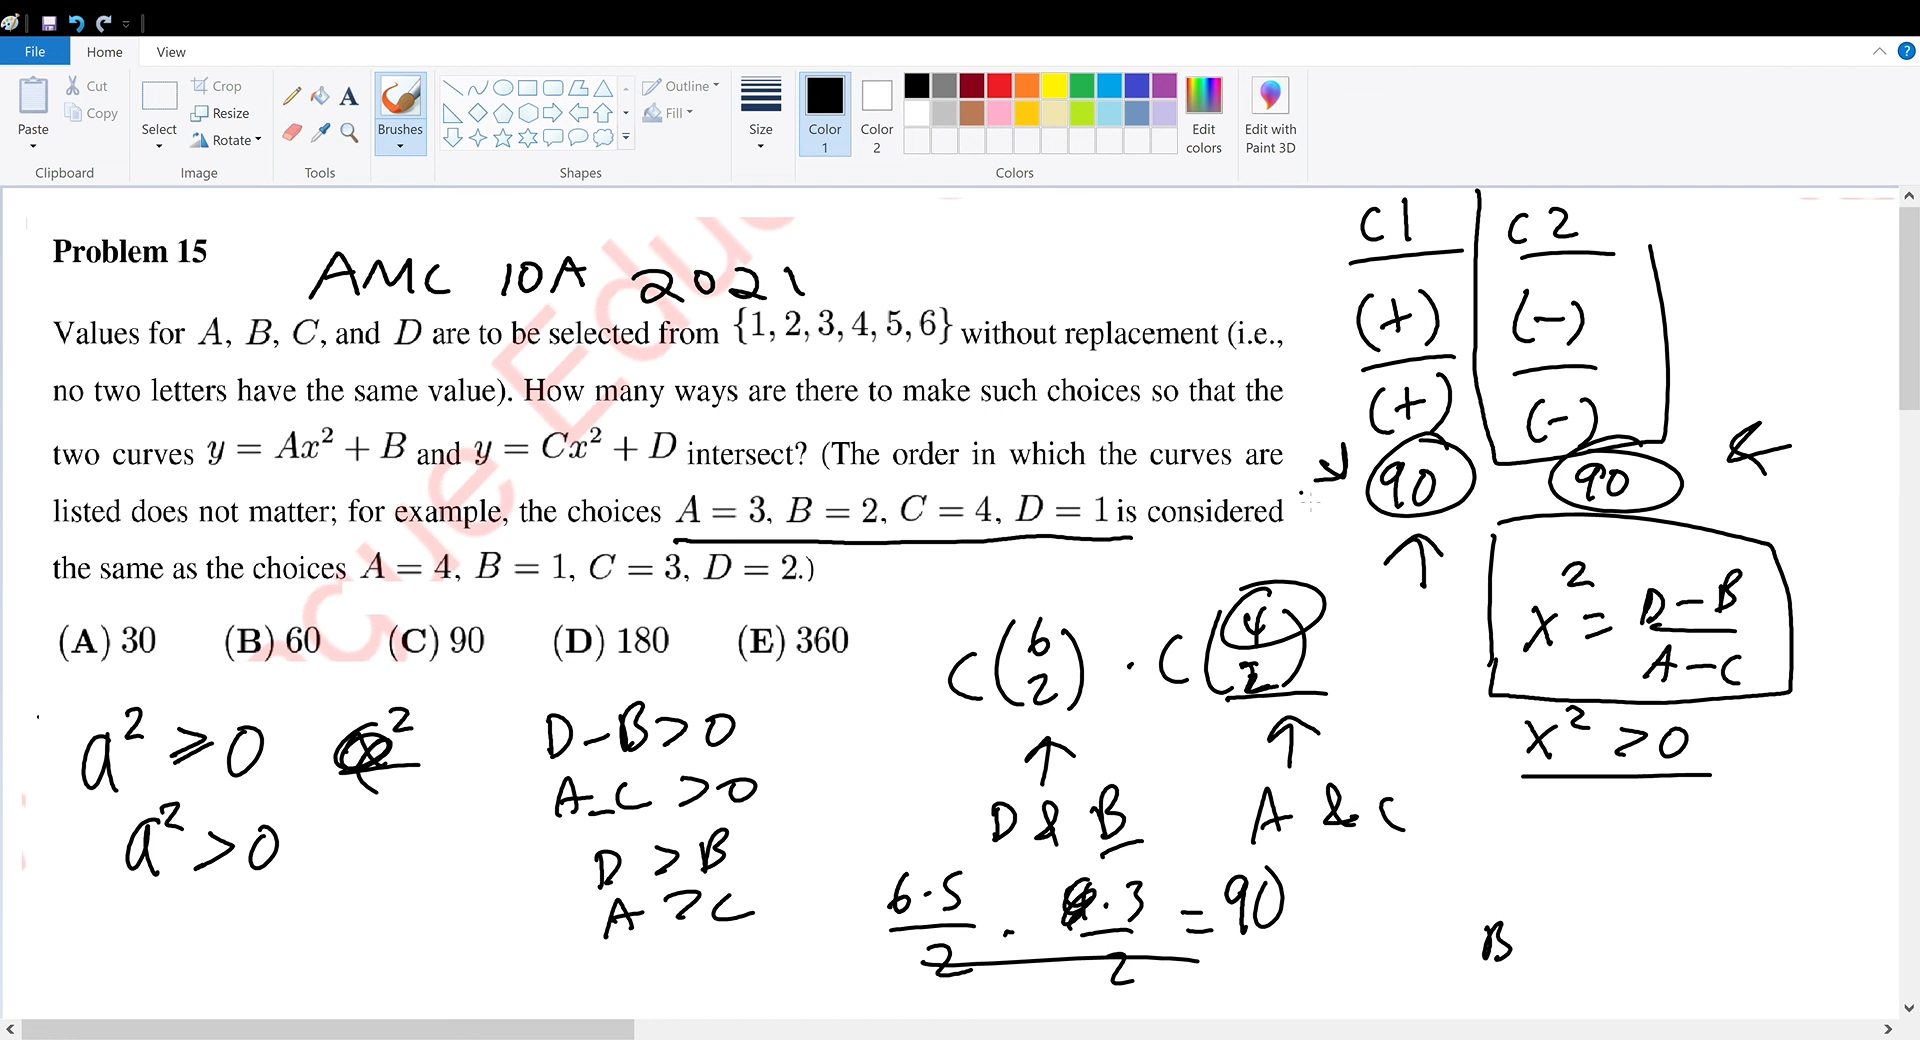 File Home View
Paste Cut Copy Clipboard
Select Crop Resize Rotate Image
A Tools
Brushes
Outline Fill Shapes
Size
Color 1 Color 2 Edit colors Edit with Paint 3D Colors
Problem 15
AMC 10A 2021
Values for A, B, C, and D are to be selected from {1, 2, 3, 4, 5, 6} without replacement (i.e.,
no two letters have the same value). How many ways are there to make such choices so that the
two curves y = Ax² + B and y = Cx² + D intersect? (The order in which the curves are
listed does not matter; for example, the choices A = 3, B = 2, C = 4, D = 1 is considered
the same as the choices A = 4, B = 1, C = 3, D = 2.)
(A) 30 (B) 60 (C) 90 (D) 180 (E) 360
C1 C2
(+) (-)
(+) (-)
90 90
x² = D-B / A-C
x² > 0
a² ⩾ 0
a² > 0
D-B > 0
A-C > 0
D > B
A > C
C(6 2) · C(4 2)
D & B A & C
6·5 / 2 · 4·3 / 2 = 90
B